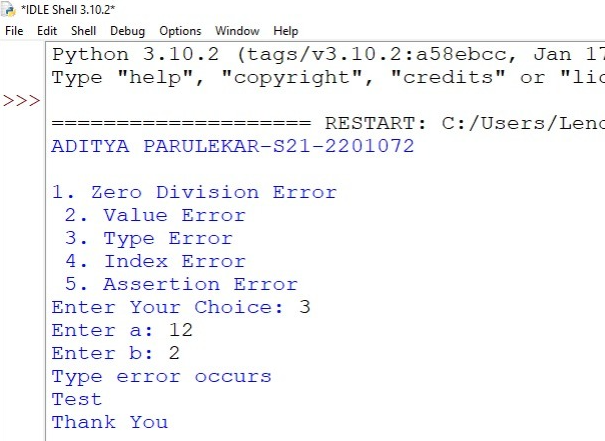 *IDLE Shell 3.10.2*
File Edit Shell Debug Options Window Help
Python 3.10.2 (tags/v3.10.2:a58ebcc, Jan 17
Type "help", "copyright", "credits" or "lic
>>>
==================== RESTART: C:/Users/Leno
ADITYA PARULEKAR-S21-2201072
1. Zero Division Error
2. Value Error
3. Type Error
4. Index Error
5. Assertion Error
Enter Your Choice: 3
Enter a: 12
Enter b: 2
Type error occurs
Test
Thank You